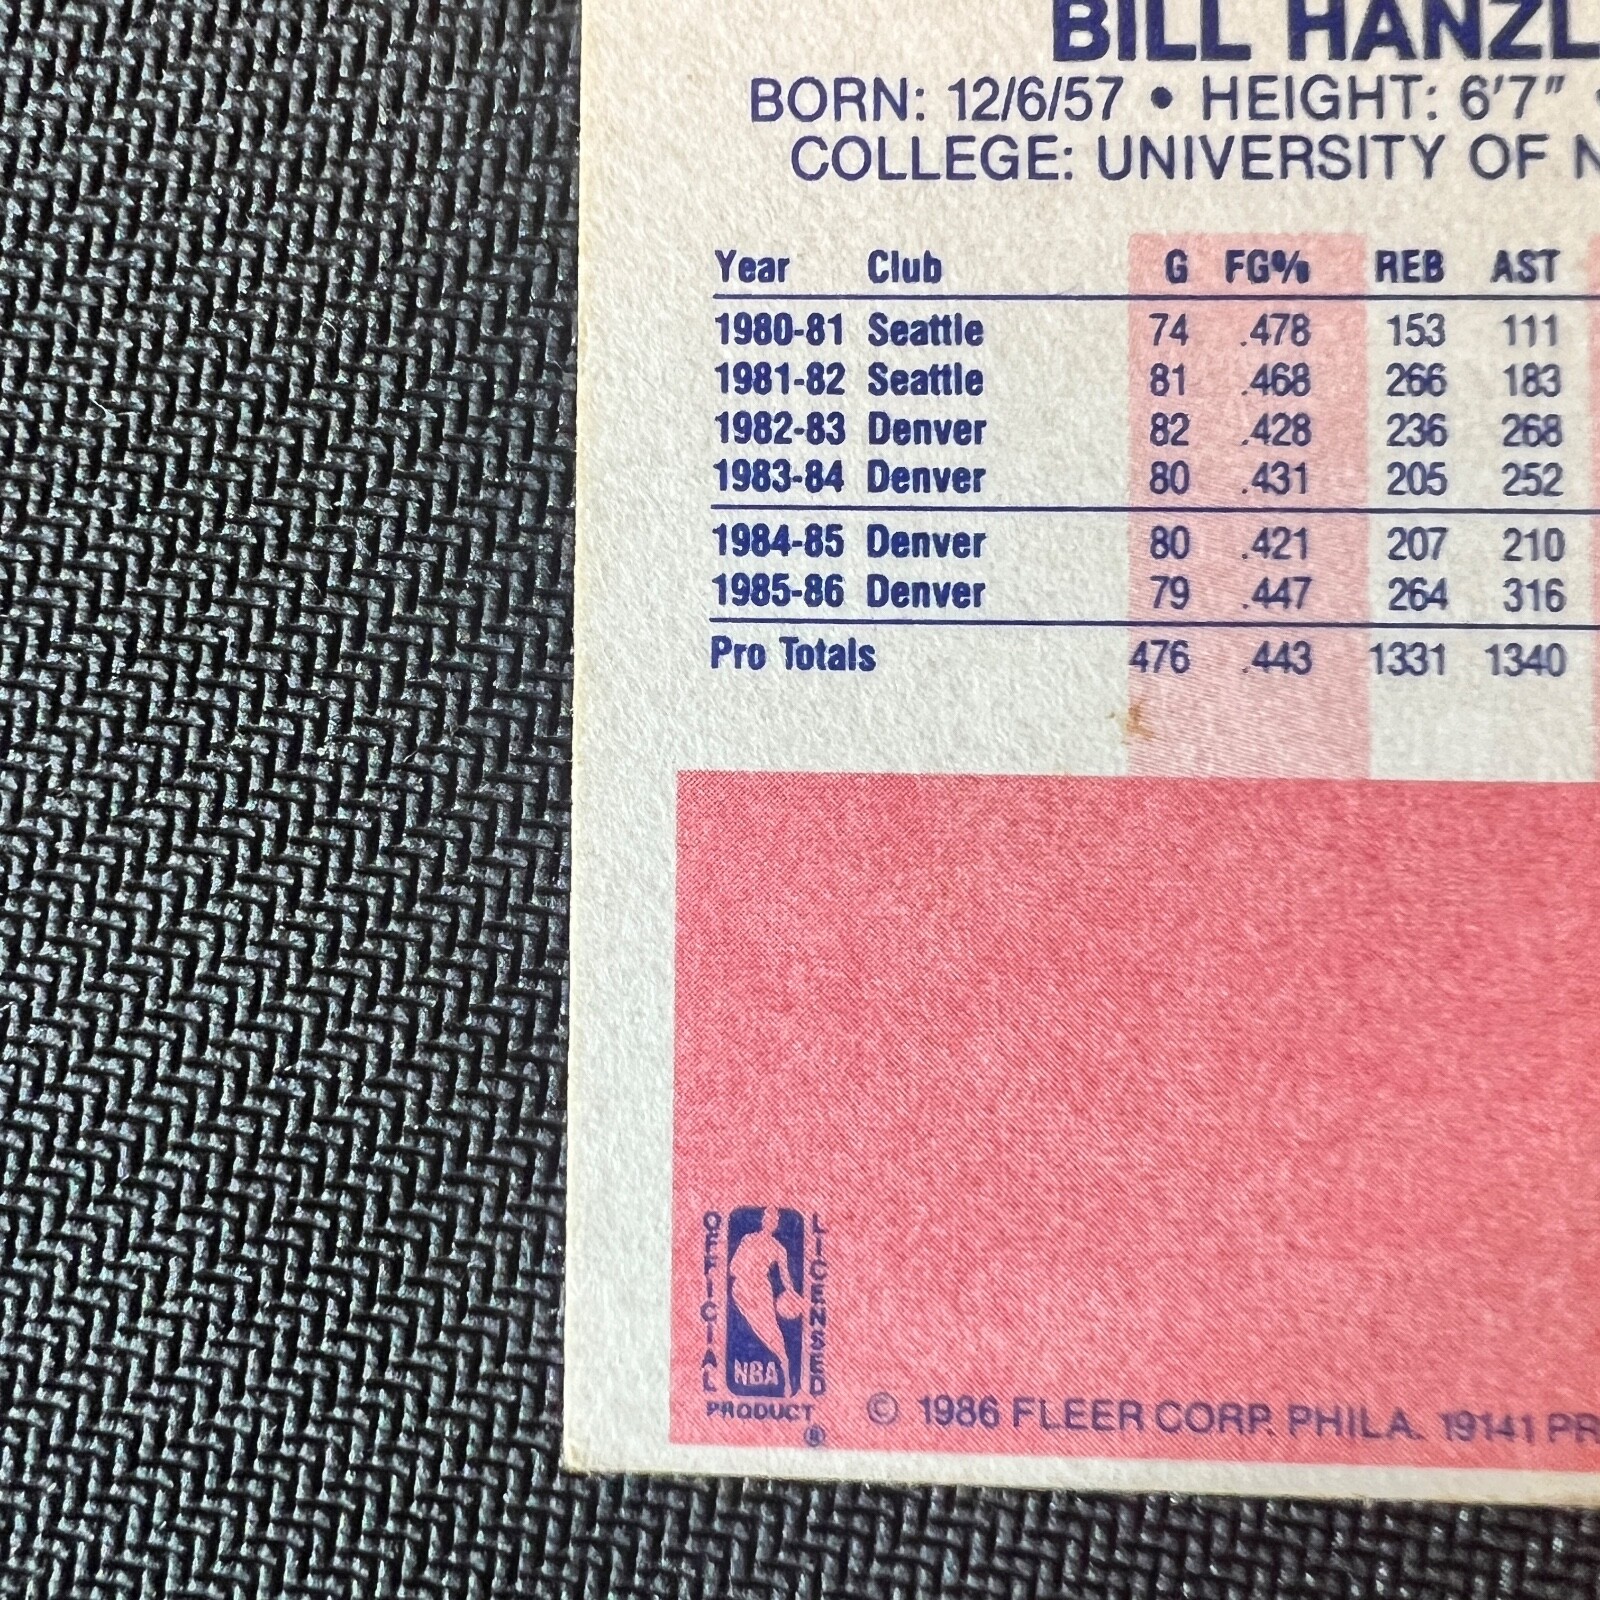 BILL HANZL
BORN: 12/6/57 • HEIGHT: 6'7"
COLLEGE: UNIVERSITY OF N
Year Club G FG% REB AST
1980-81 Seattle 74 .478 153 111
1981-82 Seattle 81 .468 266 183
1982-83 Denver 82 .428 236 268
1983-84 Denver 80 .431 205 252
1984-85 Denver 80 .421 207 210
1985-86 Denver 79 .447 264 316
Pro Totals 476 .443 1331 1340
OFFICIAL
LICENSED
NBA
PRODUCT
®
© 1986 FLEER CORP. PHILA. 19141 PR